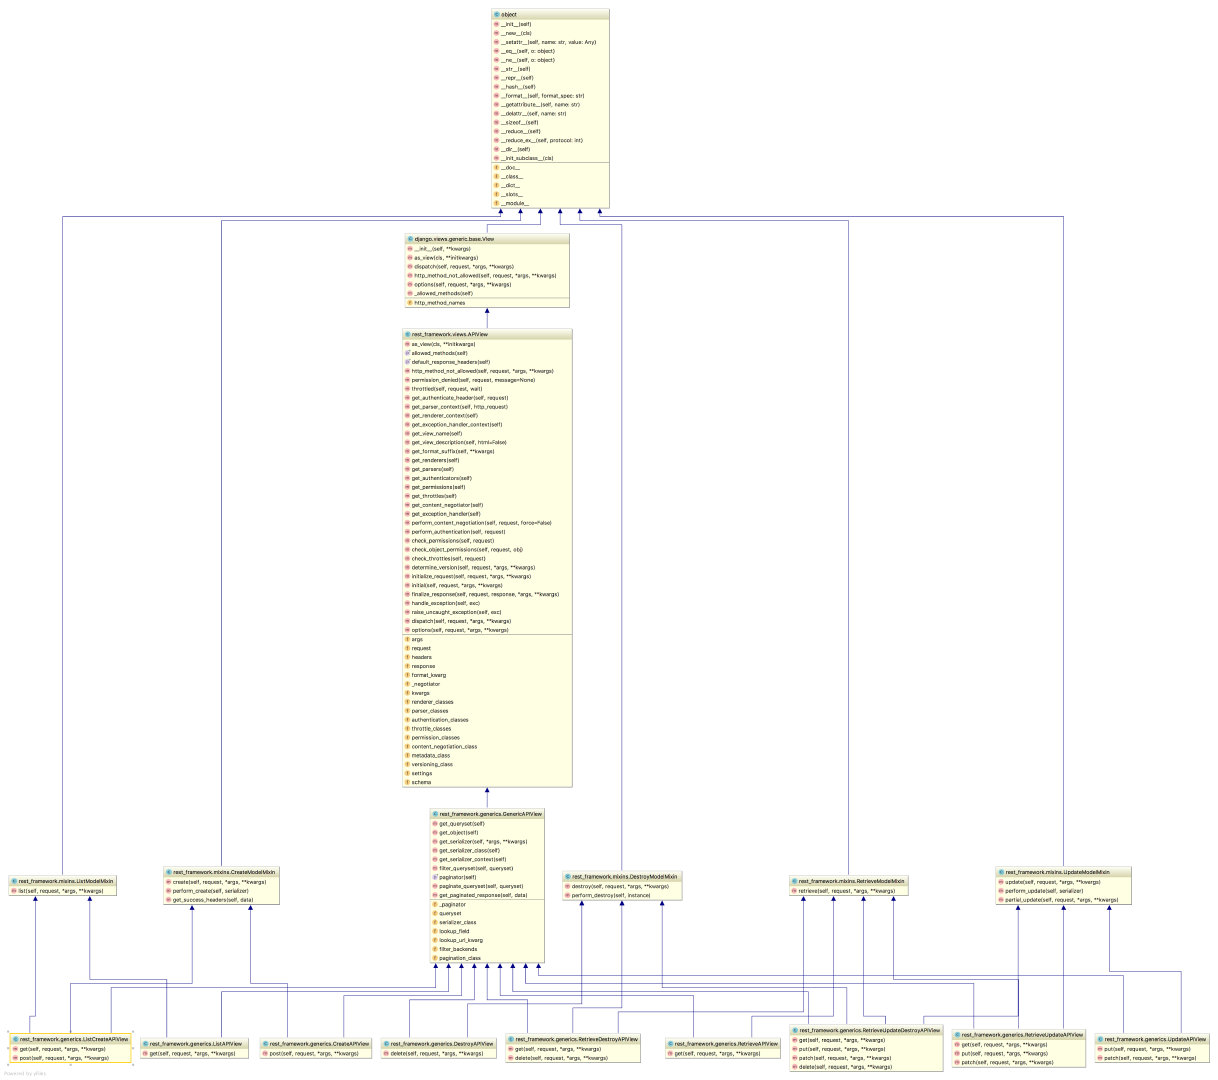 object
__init__(self)
__new__(cls)
__setattr__(self, name: str, value: Any)
__eq__(self, o: object)
__ne__(self, o: object)
__str__(self)
__repr__(self)
__hash__(self)
__format__(self, format_spec: str)
__getattribute__(self, name: str)
__delattr__(self, name: str)
__sizeof__(self)
__reduce__(self)
__reduce_ex__(self, protocol: int)
__dir__(self)
__init_subclass__(cls)
__doc__
__class__
__dict__
__slots__
__module__
django.views.generic.base.View
__init__(self, **kwargs)
as_view(cls, **initkwargs)
dispatch(self, request, *args, **kwargs)
http_method_not_allowed(self, request, *args, **kwargs)
options(self, request, *args, **kwargs)
_allowed_methods(self)
http_method_names
rest_framework.views.APIView
as_view(cls, **initkwargs)
allowed_methods(self)
default_response_headers(self)
http_method_not_allowed(self, request, *args, **kwargs)
permission_denied(self, request, message=None)
throttled(self, request, wait)
get_authenticate_header(self, request)
get_parser_context(self, http_request)
get_renderer_context(self)
get_exception_handler_context(self)
get_view_name(self)
get_view_description(self, html=False)
get_format_suffix(self, **kwargs)
get_renderers(self)
get_parsers(self)
get_authenticators(self)
get_permissions(self)
get_throttles(self)
get_content_negotiator(self)
get_exception_handler(self)
perform_content_negotiation(self, request, force=False)
perform_authentication(self, request)
check_permissions(self, request)
check_object_permissions(self, request, obj)
check_throttles(self, request)
determine_version(self, request, *args, **kwargs)
initialize_request(self, request, *args, **kwargs)
initial(self, request, *args, **kwargs)
finalize_response(self, request, response, *args, **kwargs)
handle_exception(self, exc)
raise_uncaught_exception(self, exc)
dispatch(self, request, *args, **kwargs)
options(self, request, *args, **kwargs)
args
request
headers
response
format_kwarg
_negotiator
kwargs
renderer_classes
parser_classes
authentication_classes
throttle_classes
permission_classes
content_negotiation_class
metadata_class
versioning_class
settings
schema
rest_framework.generics.GenericAPIView
get_queryset(self)
get_object(self)
get_serializer(self, *args, **kwargs)
get_serializer_class(self)
get_serializer_context(self)
filter_queryset(self, queryset)
paginator(self)
paginate_queryset(self, queryset)
get_paginated_response(self, data)
_paginator
queryset
serializer_class
lookup_field
lookup_url_kwarg
filter_backends
pagination_class
rest_framework.mixins.ListModelMixin
list(self, request, *args, **kwargs)
rest_framework.mixins.CreateModelMixin
create(self, request, *args, **kwargs)
perform_create(self, serializer)
get_success_headers(self, data)
rest_framework.mixins.DestroyModelMixin
destroy(self, request, *args, **kwargs)
perform_destroy(self, instance)
rest_framework.mixins.RetrieveModelMixin
retrieve(self, request, *args, **kwargs)
rest_framework.mixins.UpdateModelMixin
update(self, request, *args, **kwargs)
perform_update(self, serializer)
partial_update(self, request, *args, **kwargs)
rest_framework.generics.ListCreateAPIView
get(self, request, *args, **kwargs)
post(self, request, *args, **kwargs)
rest_framework.generics.ListAPIView
get(self, request, *args, **kwargs)
rest_framework.generics.CreateAPIView
post(self, request, *args, **kwargs)
rest_framework.generics.DestroyAPIView
delete(self, request, *args, **kwargs)
rest_framework.generics.RetrieveDestroyAPIView
get(self, request, *args, **kwargs)
delete(self, request, *args, **kwargs)
rest_framework.generics.RetrieveAPIView
get(self, request, *args, **kwargs)
rest_framework.generics.RetrieveUpdateDestroyAPIView
get(self, request, *args, **kwargs)
put(self, request, *args, **kwargs)
patch(self, request, *args, **kwargs)
delete(self, request, *args, **kwargs)
rest_framework.generics.RetrieveUpdateAPIView
get(self, request, *args, **kwargs)
put(self, request, *args, **kwargs)
patch(self, request, *args, **kwargs)
rest_framework.generics.UpdateAPIView
put(self, request, *args, **kwargs)
patch(self, request, *args, **kwargs)
Powered by yFiles